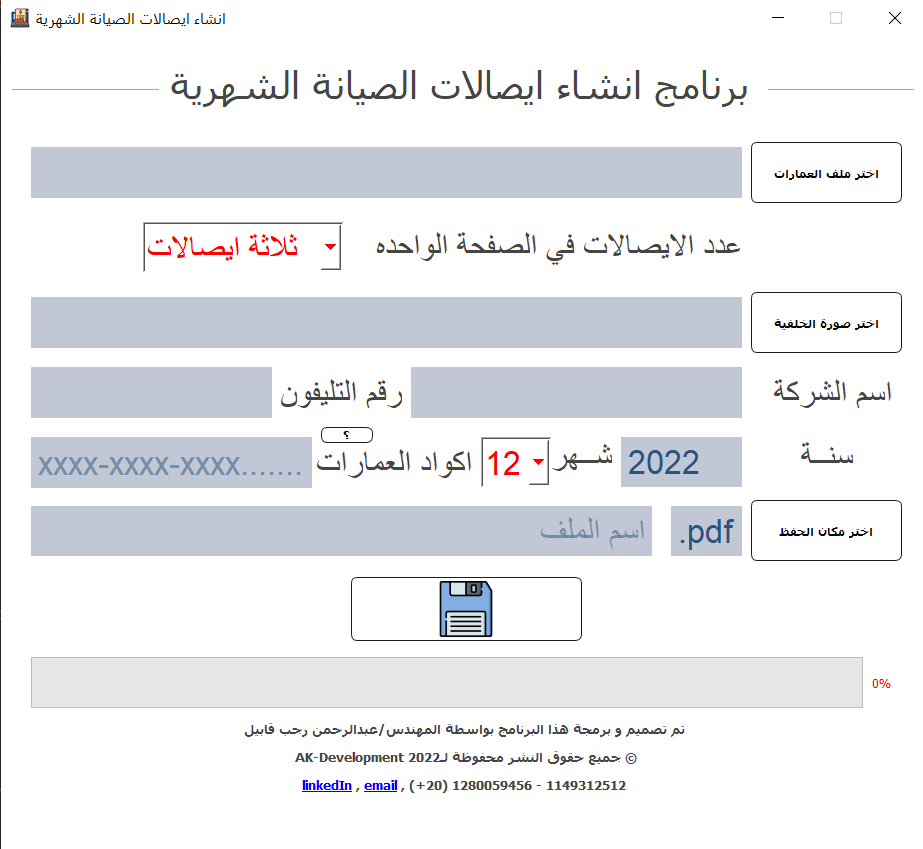 انشاء ايصالات الصيانة الشهرية
برنامج انشاء ايصالات الصيانة الشهرية
اختر ملف العمارات
عدد الايصالات في الصفحة الواحده ثلاثة ايصالات
اختر صورة الخلفية
اسم الشركة رقم التليفون
؟
سنة 2022 شهر 12 اكواد العمارات xxxx-xxxx-xxxx.......
اختر مكان الحفظ .pdf اسم الملف
0%
تم تصميم و برمجة هذا البرنامج بواسطة المهندس/عبدالرحمن رجب قابيل
© جميع حقوق النشر محفوظة لـAK-Development 2022
linkedIn , email , (+20) 1280059456 - 1149312512